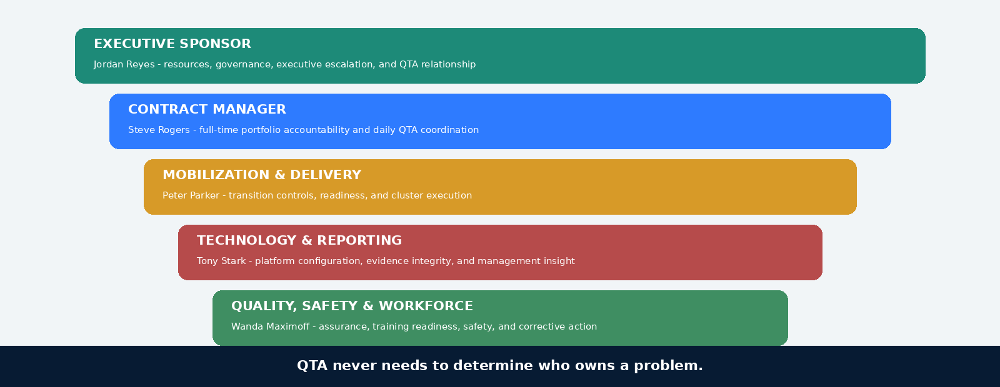 EXECUTIVE SPONSOR
Jordan Reyes - resources, governance, executive escalation, and QTA relationship
CONTRACT MANAGER
Steve Rogers - full-time portfolio accountability and daily QTA coordination
MOBILIZATION & DELIVERY
Peter Parker - transition controls, readiness, and cluster execution
TECHNOLOGY & REPORTING
Tony Stark - platform configuration, evidence integrity, and management insight
QUALITY, SAFETY & WORKFORCE
Wanda Maximoff - assurance, training readiness, safety, and corrective action
QTA never needs to determine who owns a problem.